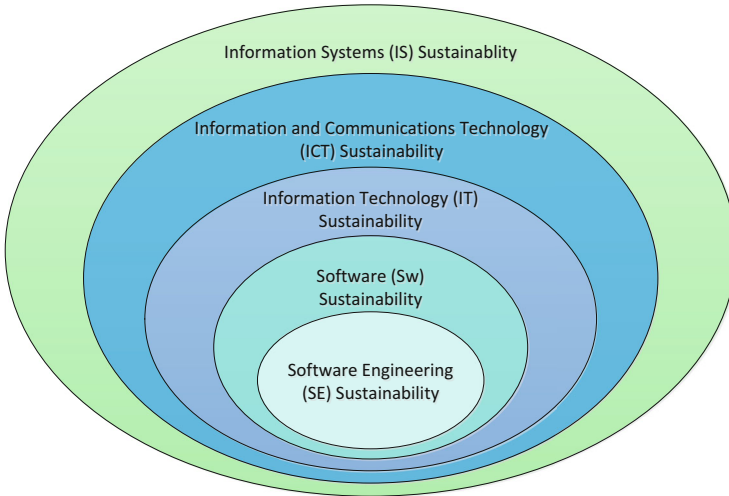 Information Systems (IS) Sustainablity
Information and Communications Technology
(ICT) Sustainability
Information Technology (IT)
Sustainability
Software (Sw)
Sustainability
Software Engineering
(SE) Sustainability